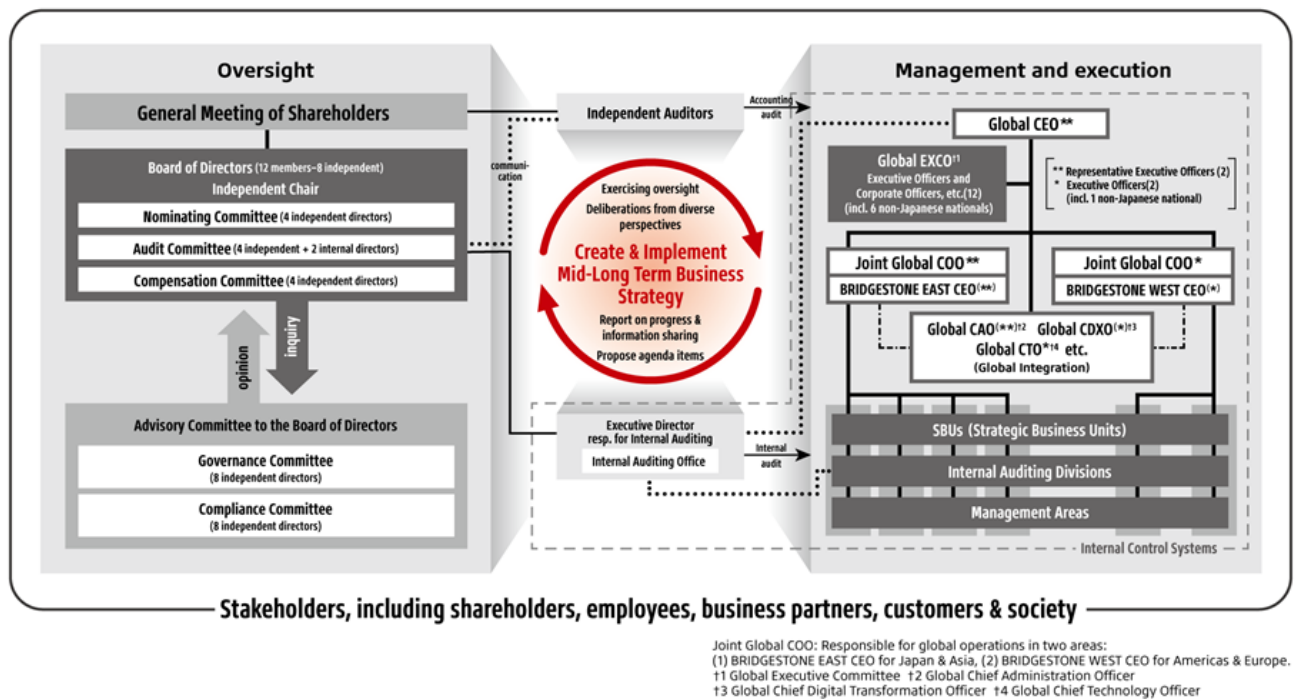 Oversight
General Meeting of Shareholders
Board of Directors (12 members–8 independent)
Independent Chair
Nominating Committee (4 independent directors)
Audit Committee (4 independent + 2 internal directors)
Compensation Committee (4 independent directors)
opinion
inquiry
Advisory Committee to the Board of Directors
Governance Committee
(8 independent directors)
Compliance Committee
(8 independent directors)
communi-
cation
Independent Auditors
Accounting
audit
Exercising oversight
Deliberations from diverse
perspectives
Create & Implement
Mid-Long Term Business
Strategy
Report on progress &
information sharing
Propose agenda items
Executive Director
resp. for Internal Auditing
Internal Auditing Office
Internal
audit
Management and execution
Global CEO**
Global EXCO†1
Executive Officers and
Corporate Officers, etc.(12)
(incl. 6 non-Japanese nationals)
** Representative Executive Officers (2)
* Executive Officers(2)
(incl. 1 non-Japanese national)
Joint Global COO**
BRIDGESTONE EAST CEO(**)
Joint Global COO*
BRIDGESTONE WEST CEO(*)
Global CAO(**)†2 Global CDXO(*)†3
Global CTO*†4 etc.
(Global Integration)
SBUs (Strategic Business Units)
Internal Auditing Divisions
Management Areas
Internal Control Systems
Stakeholders, including shareholders, employees, business partners, customers & society
Joint Global COO: Responsible for global operations in two areas:
(1) BRIDGESTONE EAST CEO for Japan & Asia, (2) BRIDGESTONE WEST CEO for Americas & Europe.
†1 Global Executive Committee †2 Global Chief Administration Officer
†3 Global Chief Digital Transformation Officer †4 Global Chief Technology Officer